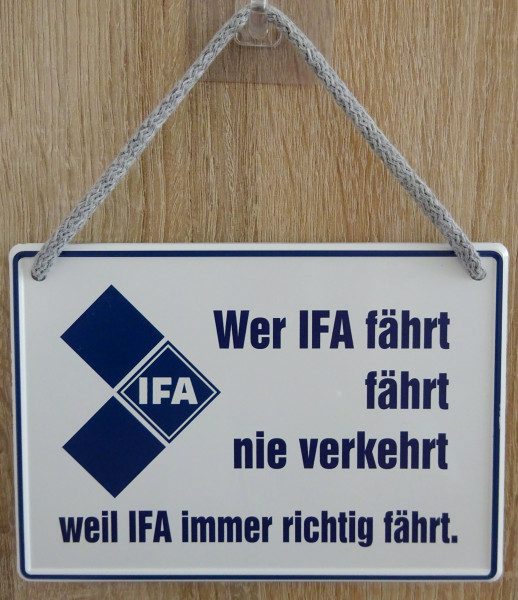 IFA
Wer IFA fährt
fährt
nie verkehrt
weil IFA immer richtig fährt.